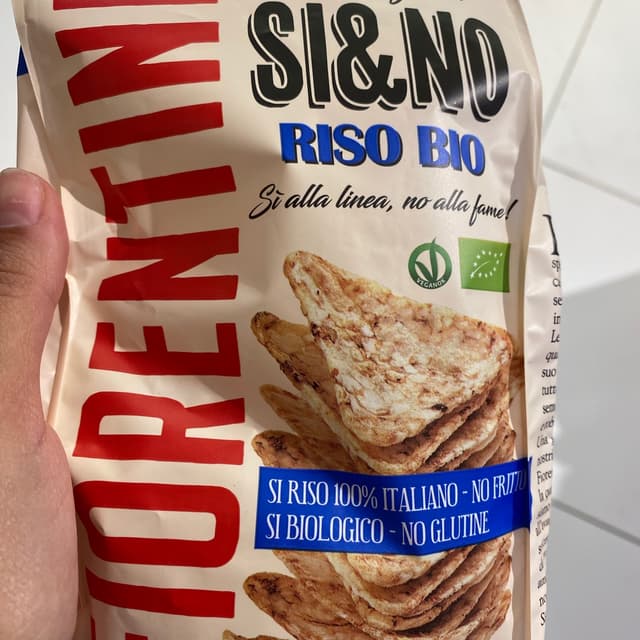 FIORENTINI
SI&NO
RISO BIO
Sì alla linea, no alla fame!
VEGANOK
SI RISO 100% ITALIANO - NO FRITTO
SI BIOLOGICO - NO GLUTINE